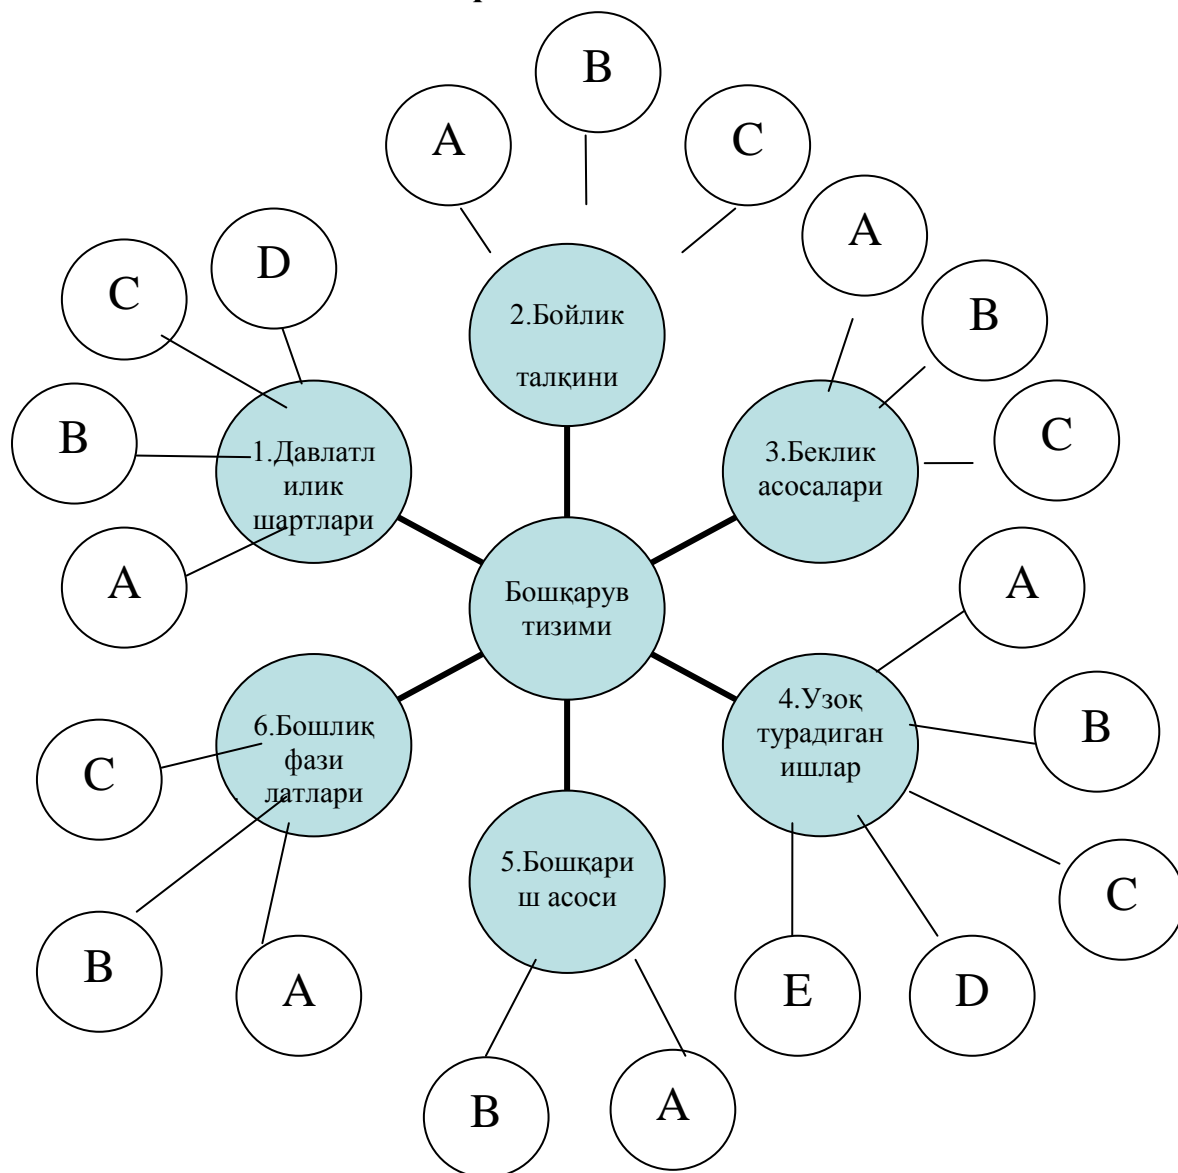 B
A
C
A
D
C
B
2.Бойлик
талқини
B
C
1.Давлатл
илик
шартлари
3.Беклик
асосалари
A
A
Бошқарув
тизими
B
4.Узоқ
турадиган
ишлар
6.Бошлиқ
фази
латлари
C
5.Бошқари
ш асоси
C
B
A
E
D
B
A